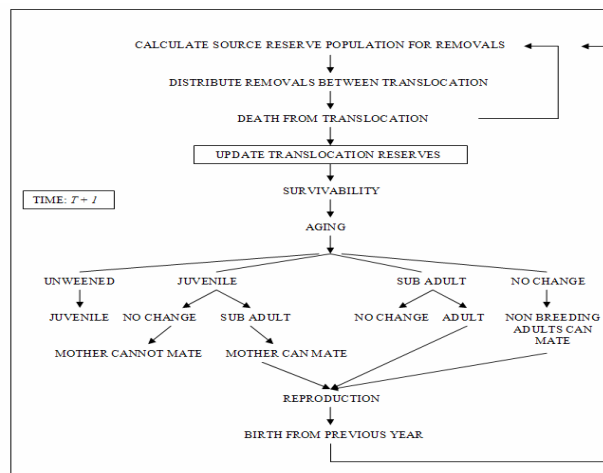 CALCULATE SOURCE RESERVE POPULATION FOR REMOVALS
DISTRIBUTE REMOVALS BETWEEN TRANSLOCATION
DEATH FROM TRANSLOCATION
UPDATE TRANSLOCATION RESERVES
SURVIVABILITY
TIME: T + 1
AGING
UNWEENED JUVENILE SUB ADULT NO CHANGE
JUVENILE NO CHANGE SUB ADULT NO CHANGE ADULT NON BREEDING
ADULTS CAN
MATE
MOTHER CANNOT MATE MOTHER CAN MATE
REPRODUCTION
BIRTH FROM PREVIOUS YEAR